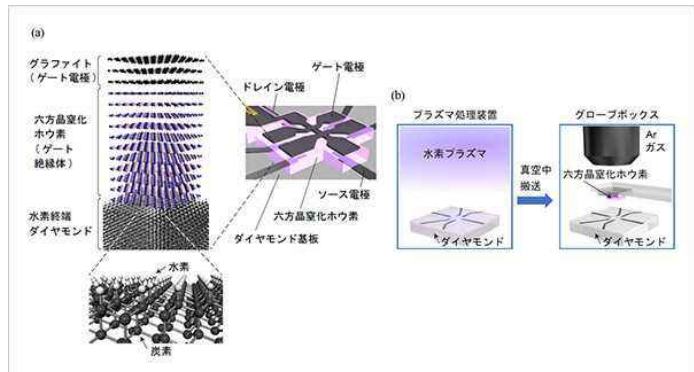 (a)
グラファイト
(ゲート電極)
六方晶窒化
ホウ素
(ゲート
絶縁体)
水素終端
ダイヤモンド
水素
炭素
ゲート電極
ドレイン電極
ソース電極
六方晶窒化ホウ素
ダイヤモンド基板
(b)
プラズマ処理装置
水素プラズマ
ダイヤモンド
真空中
搬送
グローブボックス
Ar
ガス
六方晶窒化ホウ素
ダイヤモンド